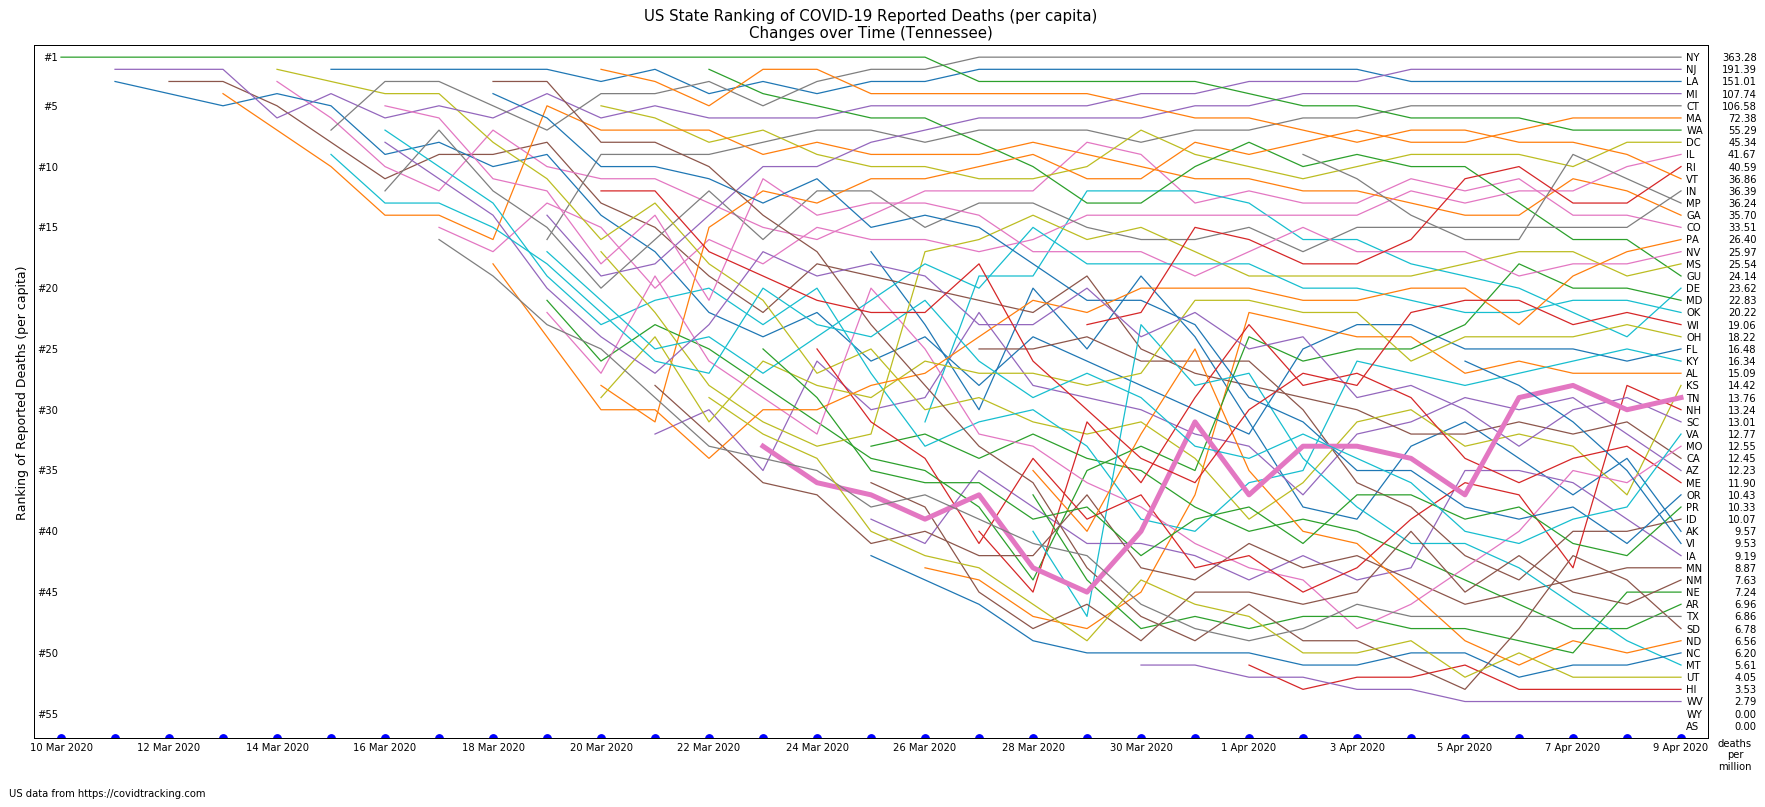 US State Ranking of COVID-19 Reported Deaths (per capita)
Changes over Time (Tennessee)
Ranking of Reported Deaths (per capita)
#1
#5
#10
#15
#20
#25
#30
#35
#40
#45
#50
#55
NY 363.28
NJ 191.39
LA 151.01
MI 107.74
CT 106.58
MA 72.38
WA 55.29
DC 45.34
IL 41.67
RI 40.59
VT 36.86
IN 36.39
MP 36.24
GA 35.70
CO 33.51
PA 26.40
NV 25.97
MS 25.54
GU 24.14
DE 23.62
MD 22.83
OK 20.22
WI 19.06
OH 18.22
FL 16.48
KY 16.34
AL 15.09
KS 14.42
TN 13.76
NH 13.24
SC 13.01
VA 12.77
MO 12.55
CA 12.45
AZ 12.23
ME 11.90
OR 10.43
PR 10.33
ID 10.07
AK 9.57
VI 9.53
IA 9.19
MN 8.87
NM 7.63
NE 7.24
AR 6.96
TX 6.86
SD 6.78
ND 6.56
NC 6.20
MT 5.61
UT 4.05
HI 3.53
WV 2.79
WY 0.00
AS 0.00
10 Mar 2020 12 Mar 2020 14 Mar 2020 16 Mar 2020 18 Mar 2020 20 Mar 2020 22 Mar 2020 24 Mar 2020 26 Mar 2020 28 Mar 2020 30 Mar 2020 1 Apr 2020 3 Apr 2020 5 Apr 2020 7 Apr 2020 9 Apr 2020
deaths
per
million
US data from https://covidtracking.com